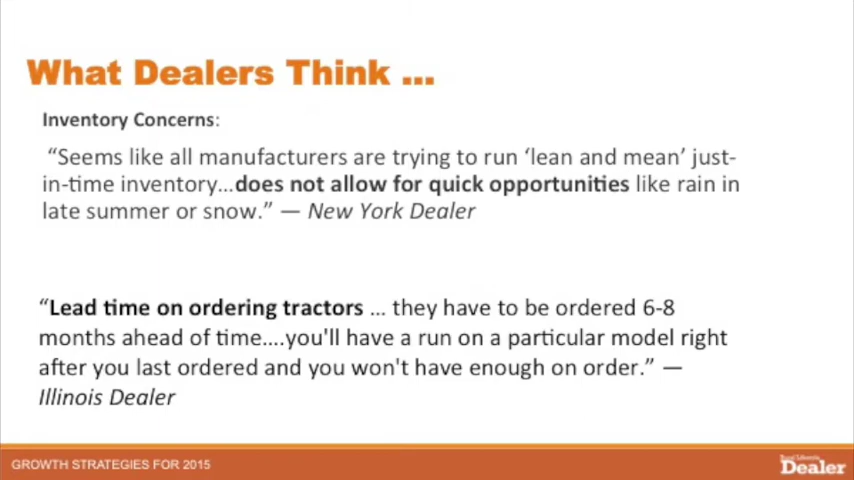 What Dealers Think ...
Inventory Concerns:
“Seems like all manufacturers are trying to run ‘lean and mean’ just-
in-time inventory…does not allow for quick opportunities like rain in
late summer or snow.” — New York Dealer
“Lead time on ordering tractors … they have to be ordered 6-8
months ahead of time….you'll have a run on a particular model right
after you last ordered and you won't have enough on order.” —
Illinois Dealer
GROWTH STRATEGIES FOR 2015
Dealer